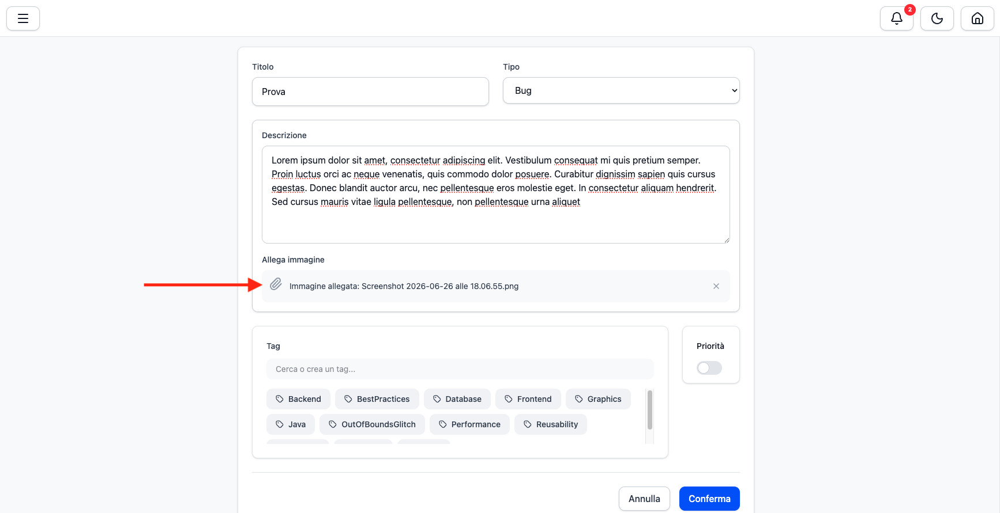 2
Titolo
Tipo
Prova
Bug
Descrizione
Lorem ipsum dolor sit amet, consectetur adipiscing elit. Vestibulum consequat mi quis pretium semper.
Proin luctus orci ac neque venenatis, quis commodo dolor posuere. Curabitur dignissim sapien quis cursus
egestas. Donec blandit auctor arcu, nec pellentesque eros molestie eget. In consectetur aliquam hendrerit.
Sed cursus mauris vitae ligula pellentesque, non pellentesque urna aliquet
Allega immagine
Immagine allegata: Screenshot 2026-06-26 alle 18.06.55.png
Tag
Priorità
Cerca o crea un tag...
Backend
BestPractices
Database
Frontend
Graphics
Java
OutOfBoundsGlitch
Performance
Reusability
Annulla
Conferma